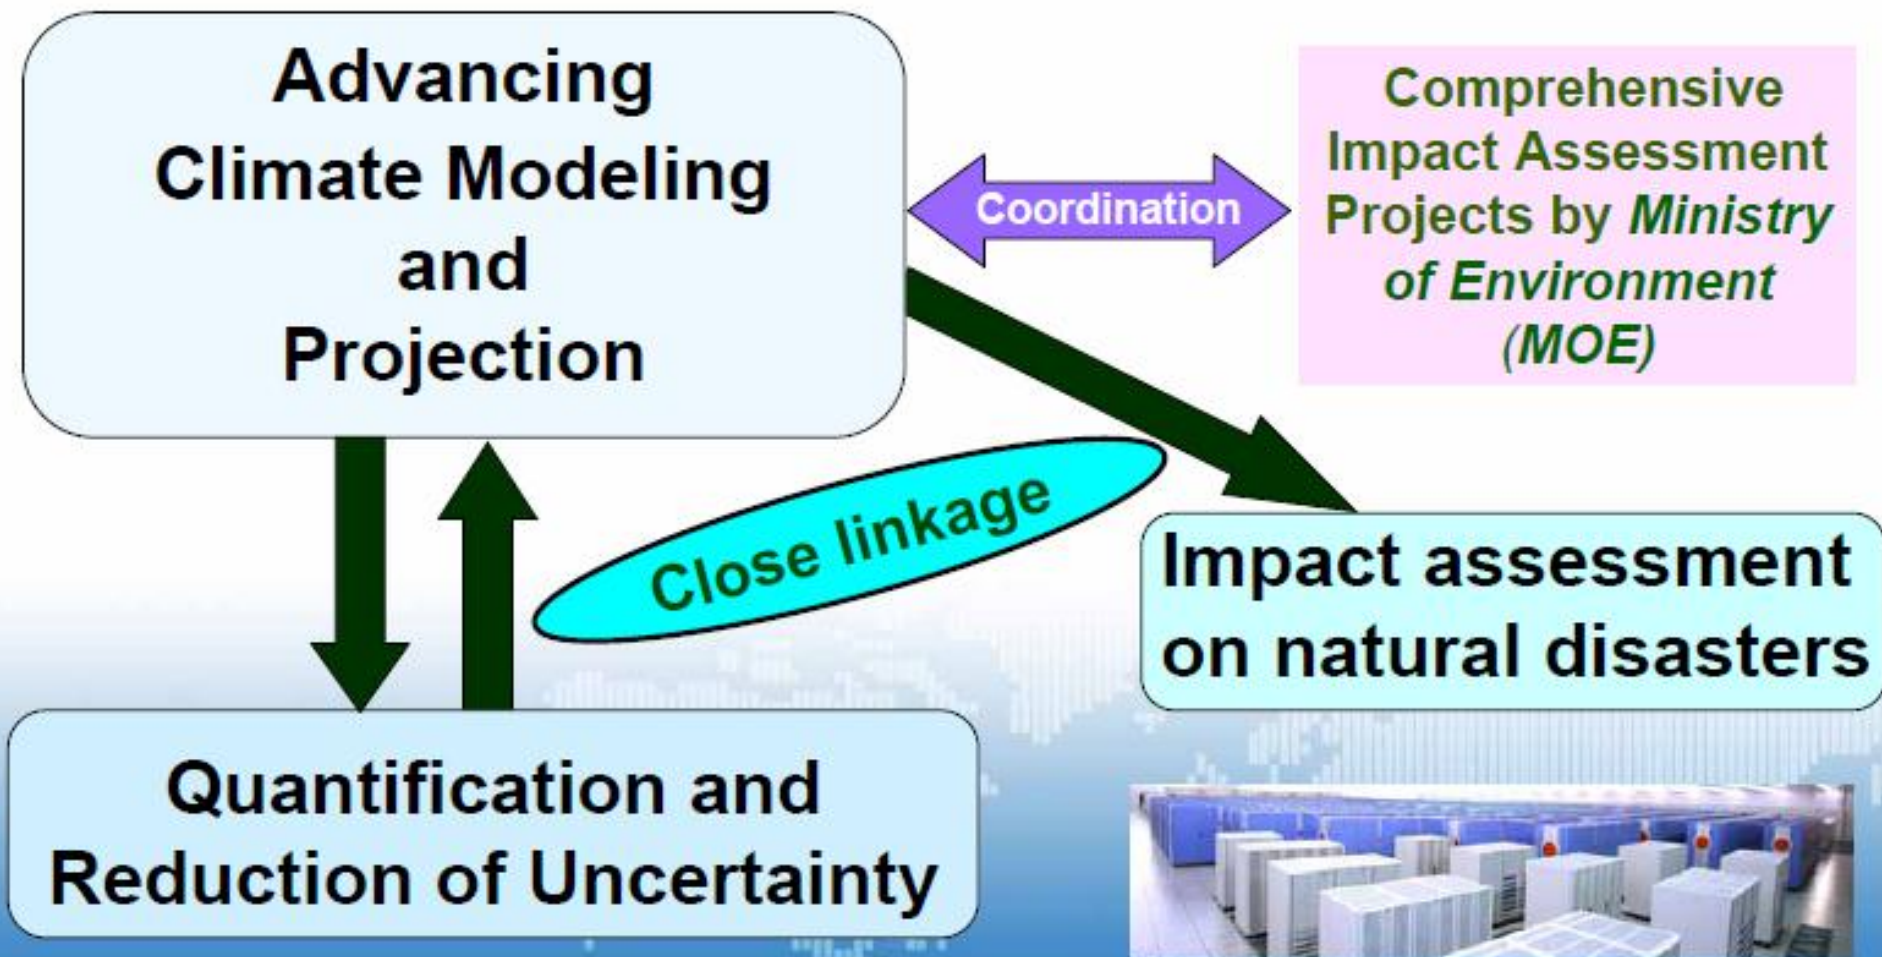 Advancing
Climate Modeling
and
Projection
Coordination
Comprehensive
Impact Assessment
Projects by Ministry
of Environment
(MOE)
Close linkage
Impact assessment
on natural disasters
Quantification and
Reduction of Uncertainty